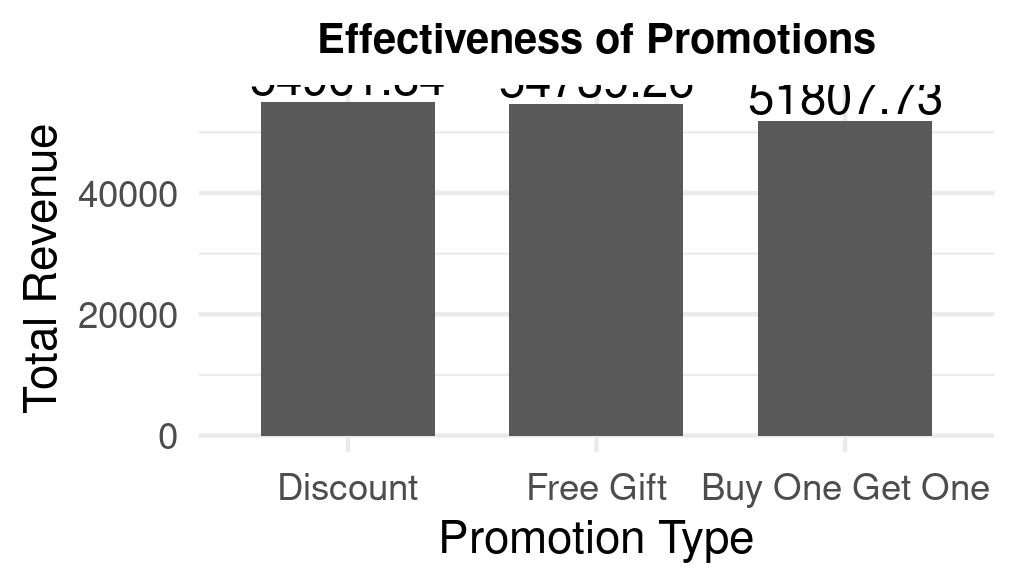 Effectiveness of Promotions
51807.73
Total Revenue
40000
20000
0
Discount
Free Gift
Buy One Get One
Promotion Type